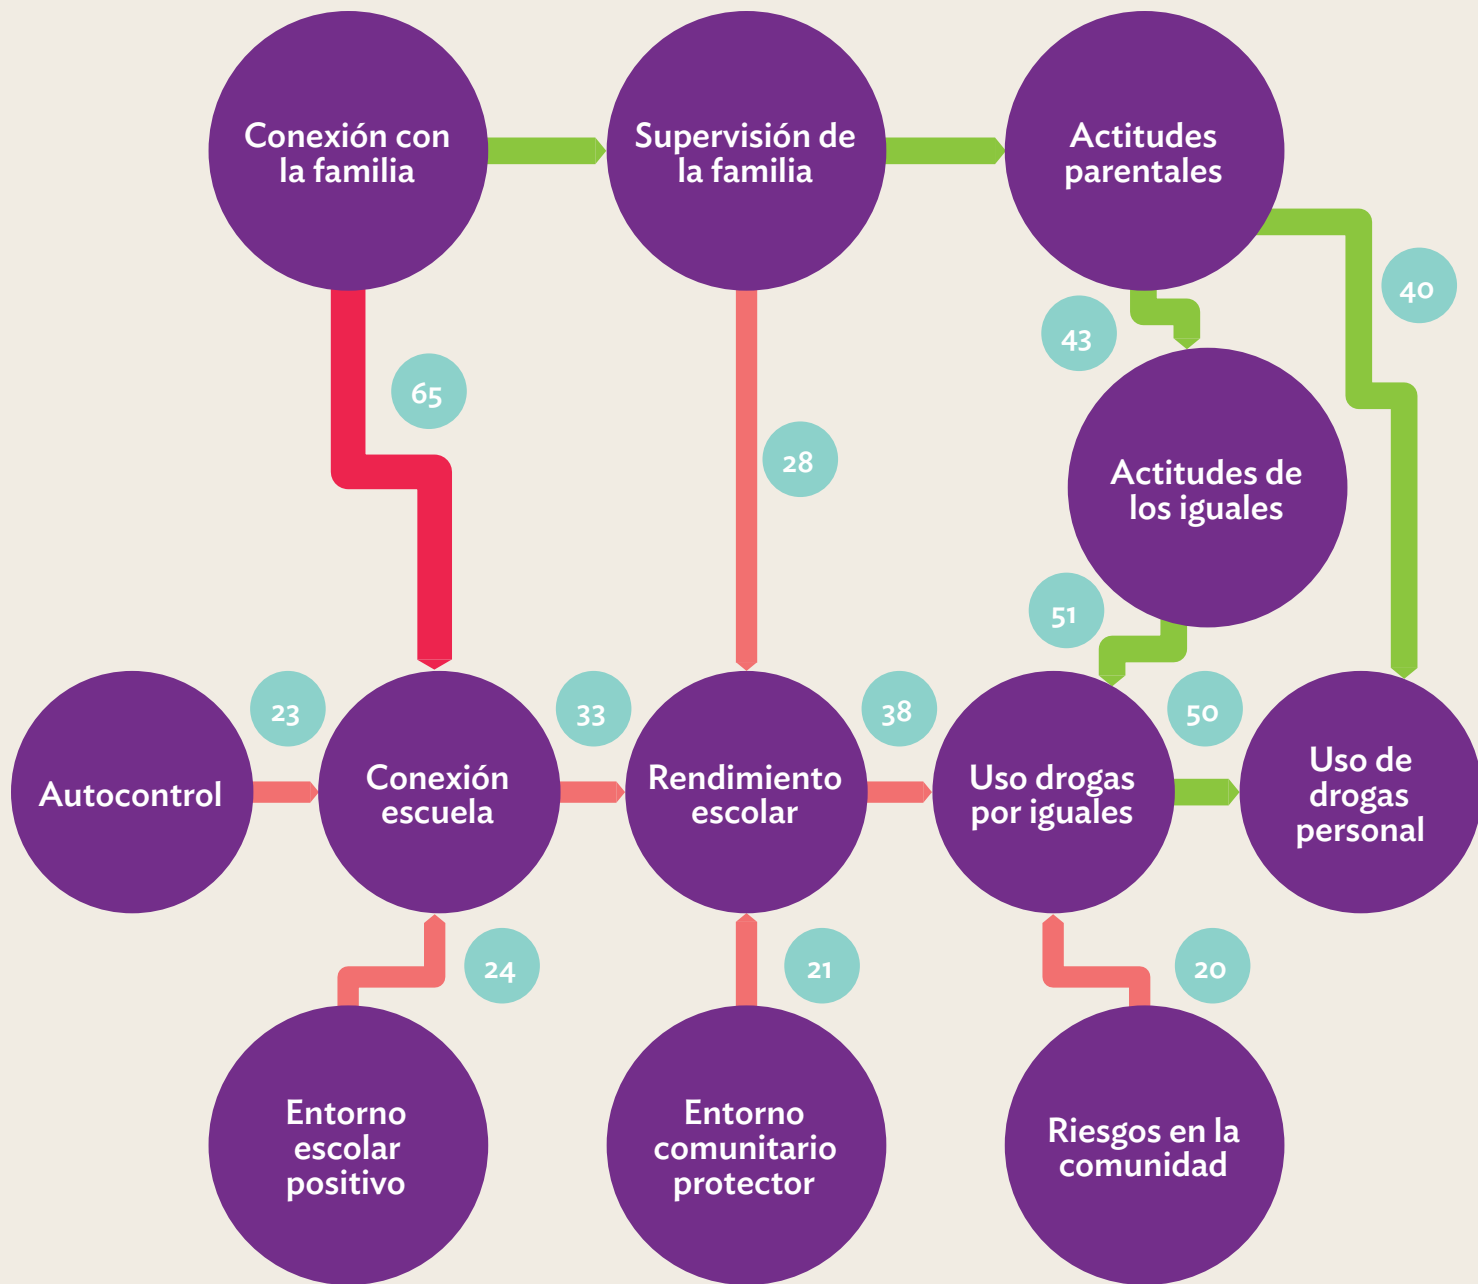 Conexión con
la familia
Supervisión de
la familia
Actitudes
parentales
40
43
65
28
Actitudes de
los iguales
51
23
33
38
50
Autocontrol
Conexión
escuela
Rendimiento
escolar
Uso drogas
por iguales
Uso de
drogas
personal
24
21
20
Entorno
escolar
positivo
Entorno
comunitario
protector
Riesgos en la
comunidad